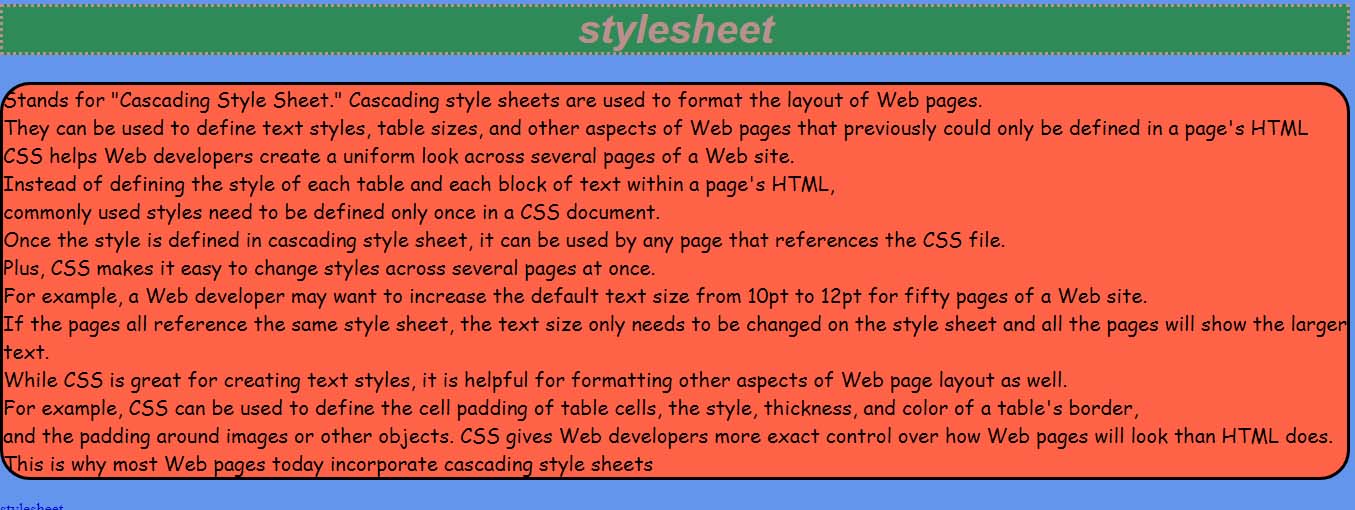 stylesheet
Stands for "Cascading Style Sheet." Cascading style sheets are used to format the layout of Web pages.
They can be used to define text styles, table sizes, and other aspects of Web pages that previously could only be defined in a page's HTML
CSS helps Web developers create a uniform look across several pages of a Web site.
Instead of defining the style of each table and each block of text within a page's HTML,
commonly used styles need to be defined only once in a CSS document.
Once the style is defined in cascading style sheet, it can be used by any page that references the CSS file.
Plus, CSS makes it easy to change styles across several pages at once.
For example, a Web developer may want to increase the default text size from 10pt to 12pt for fifty pages of a Web site.
If the pages all reference the same style sheet, the text size only needs to be changed on the style sheet and all the pages will show the larger
text.
While CSS is great for creating text styles, it is helpful for formatting other aspects of Web page layout as well.
For example, CSS can be used to define the cell padding of table cells, the style, thickness, and color of a table's border,
and the padding around images or other objects. CSS gives Web developers more exact control over how Web pages will look than HTML does.
This is why most Web pages today incorporate cascading style sheets
stylesheet